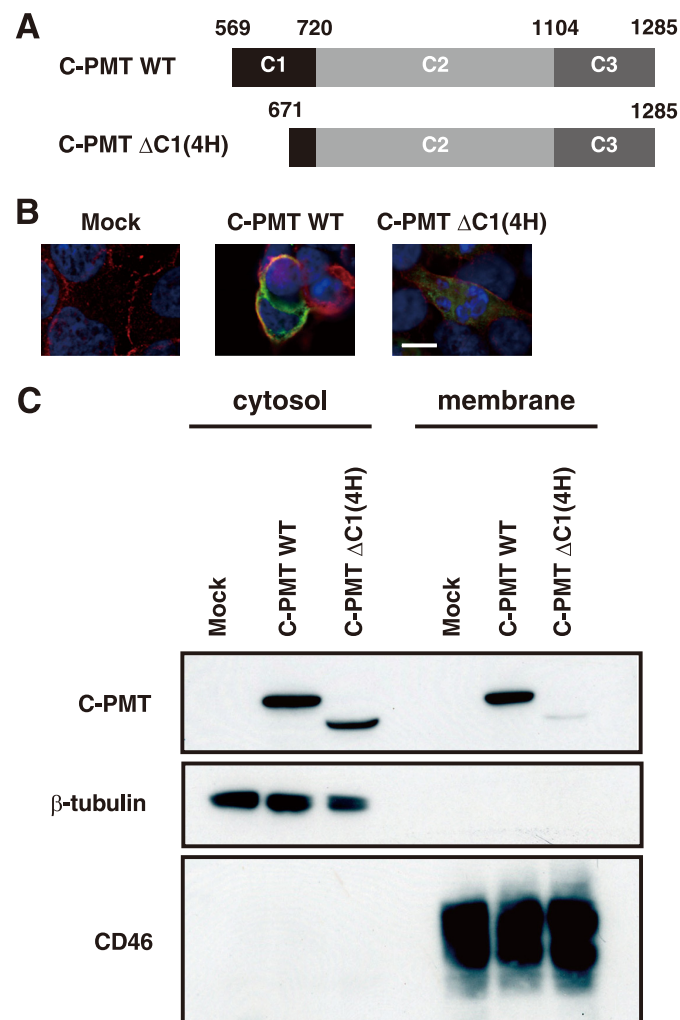 A
569 720 1104 1285
C-PMT WT C1 C2 C3
671 1285
C-PMT ΔC1(4H) C2 C3
B
Mock C-PMT WT C-PMT ΔC1(4H)
C
cytosol membrane
Mock C-PMT WT C-PMT ΔC1(4H) Mock C-PMT WT C-PMT ΔC1(4H)
C-PMT
β-tubulin
CD46